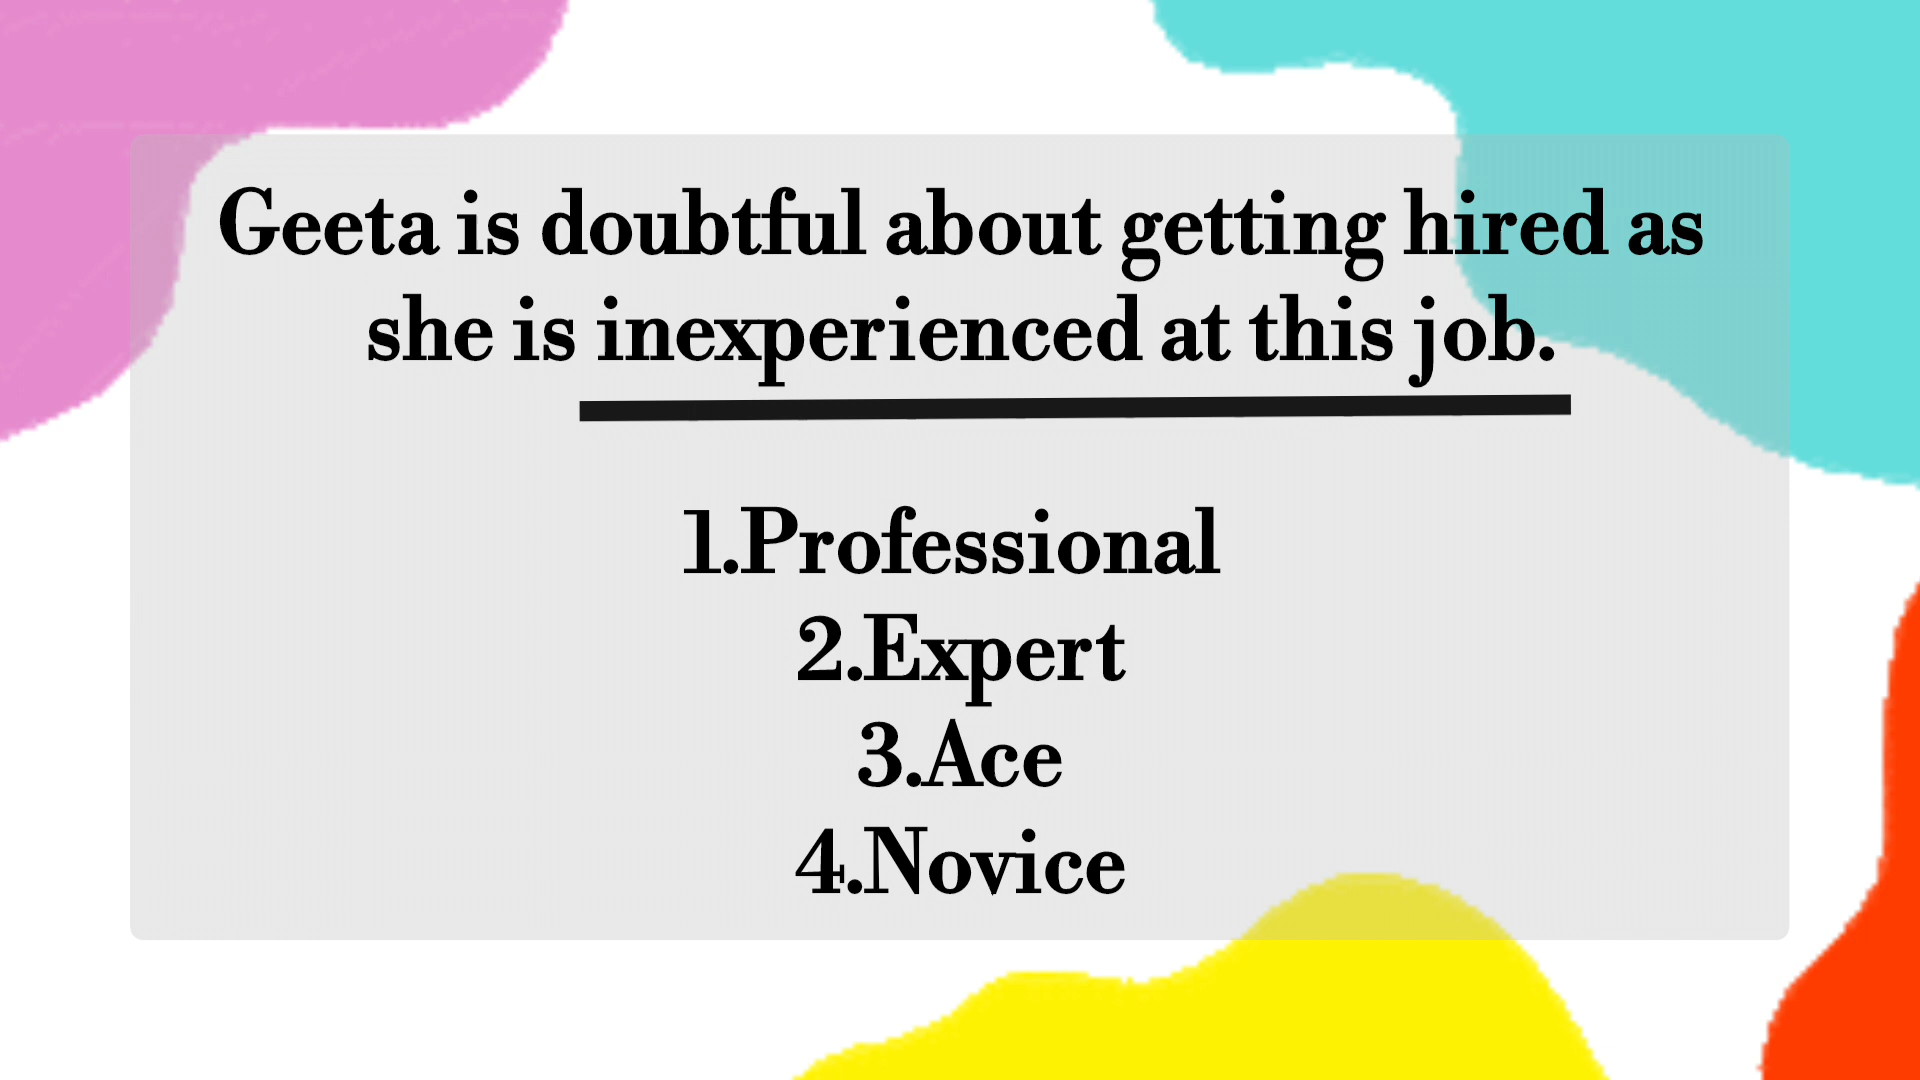 Geeta is doubtful about getting hired as
she is inexperienced at this job.
1.Professional
2.Expert
3.Ace
4.Novice